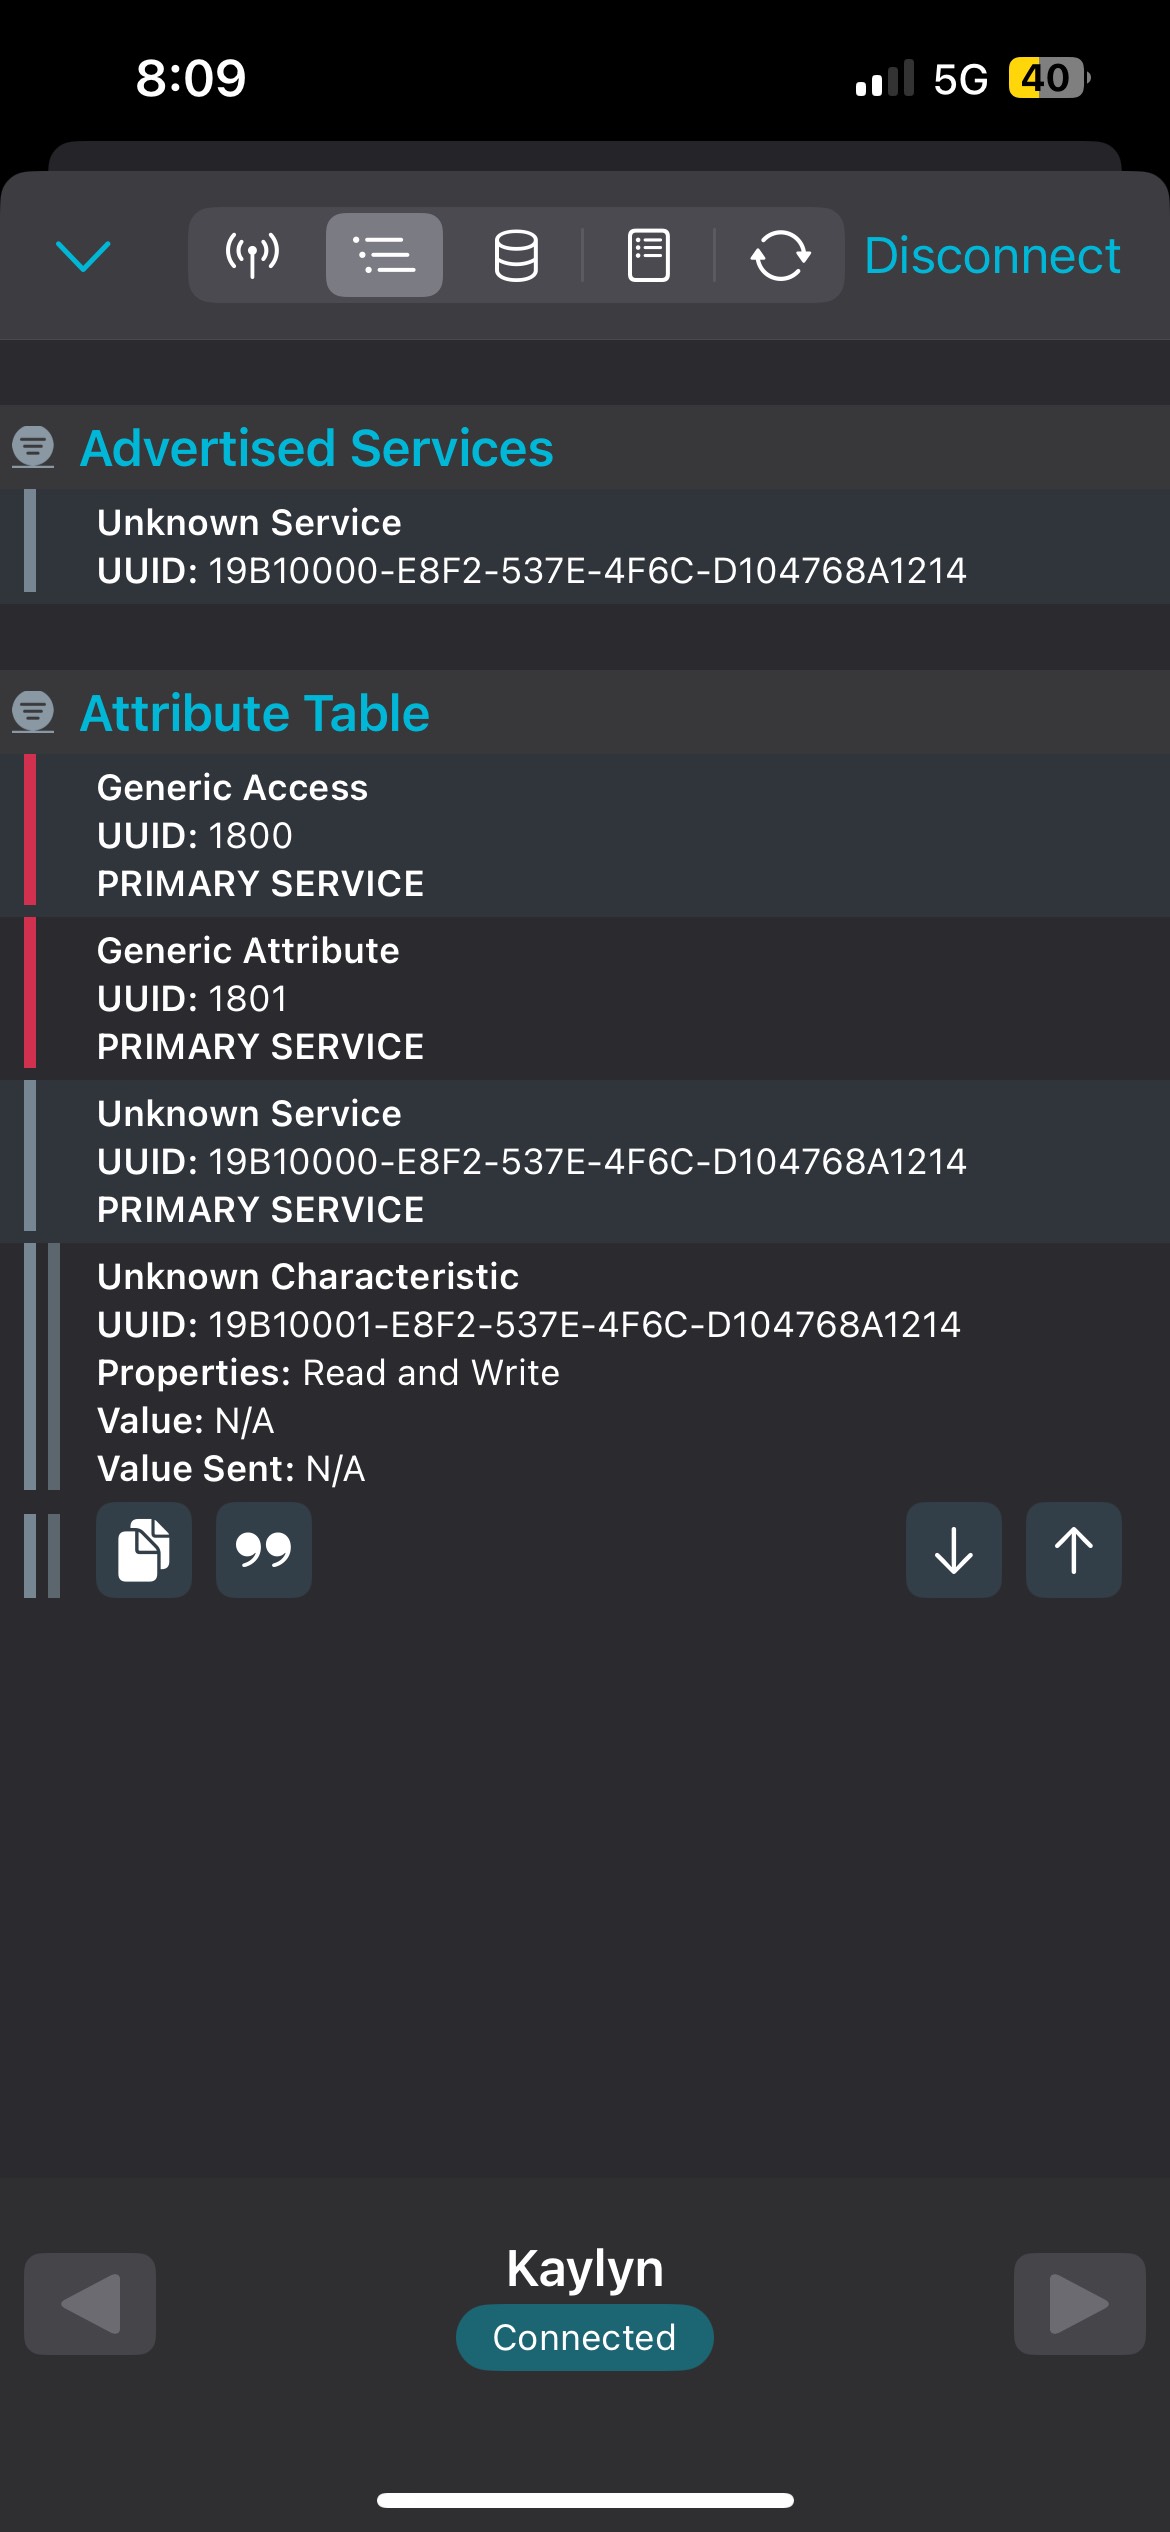 8:09
5G
40
Disconnect
Advertised Services
Unknown Service
UUID: 19B10000-E8F2-537E-4F6C-D104768A1214
Attribute Table
Generic Access
UUID: 1800
PRIMARY SERVICE
Generic Attribute
UUID: 1801
PRIMARY SERVICE
Unknown Service
UUID: 19B10000-E8F2-537E-4F6C-D104768A1214
PRIMARY SERVICE
Unknown Characteristic
UUID: 19B10001-E8F2-537E-4F6C-D104768A1214
Properties: Read and Write
Value: N/A
Value Sent: N/A
Kaylyn
Connected